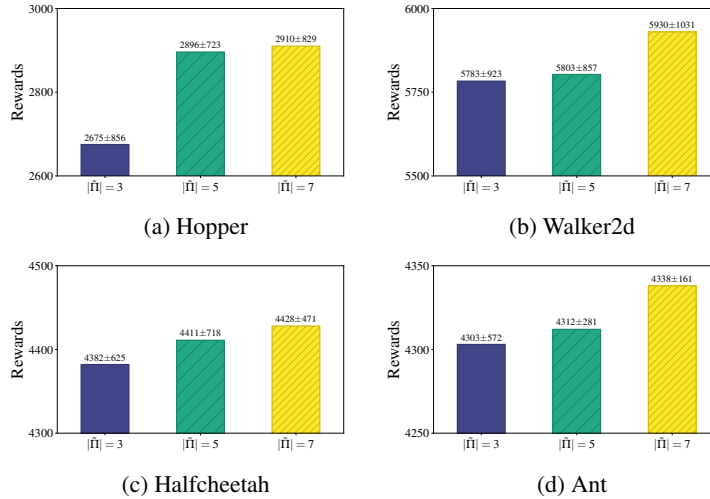 3000
2900
2800
2600
Rewards
2675±856
2896±723
2910±829
|Π̃| = 3
|Π̃| = 5
|Π̃| = 7
(a) Hopper
6000
5750
5500
Rewards
5783±923
5803±857
5930±1031
|Π̃| = 3
|Π̃| = 5
|Π̃| = 7
(b) Walker2d
4500
4400
4300
Rewards
4382±625
4411±718
4428±471
|Π̃| = 3
|Π̃| = 5
|Π̃| = 7
(c) Halfcheetah
4350
4300
4250
Rewards
4303±572
4312±281
4338±161
|Π̃| = 3
|Π̃| = 5
|Π̃| = 7
(d) Ant